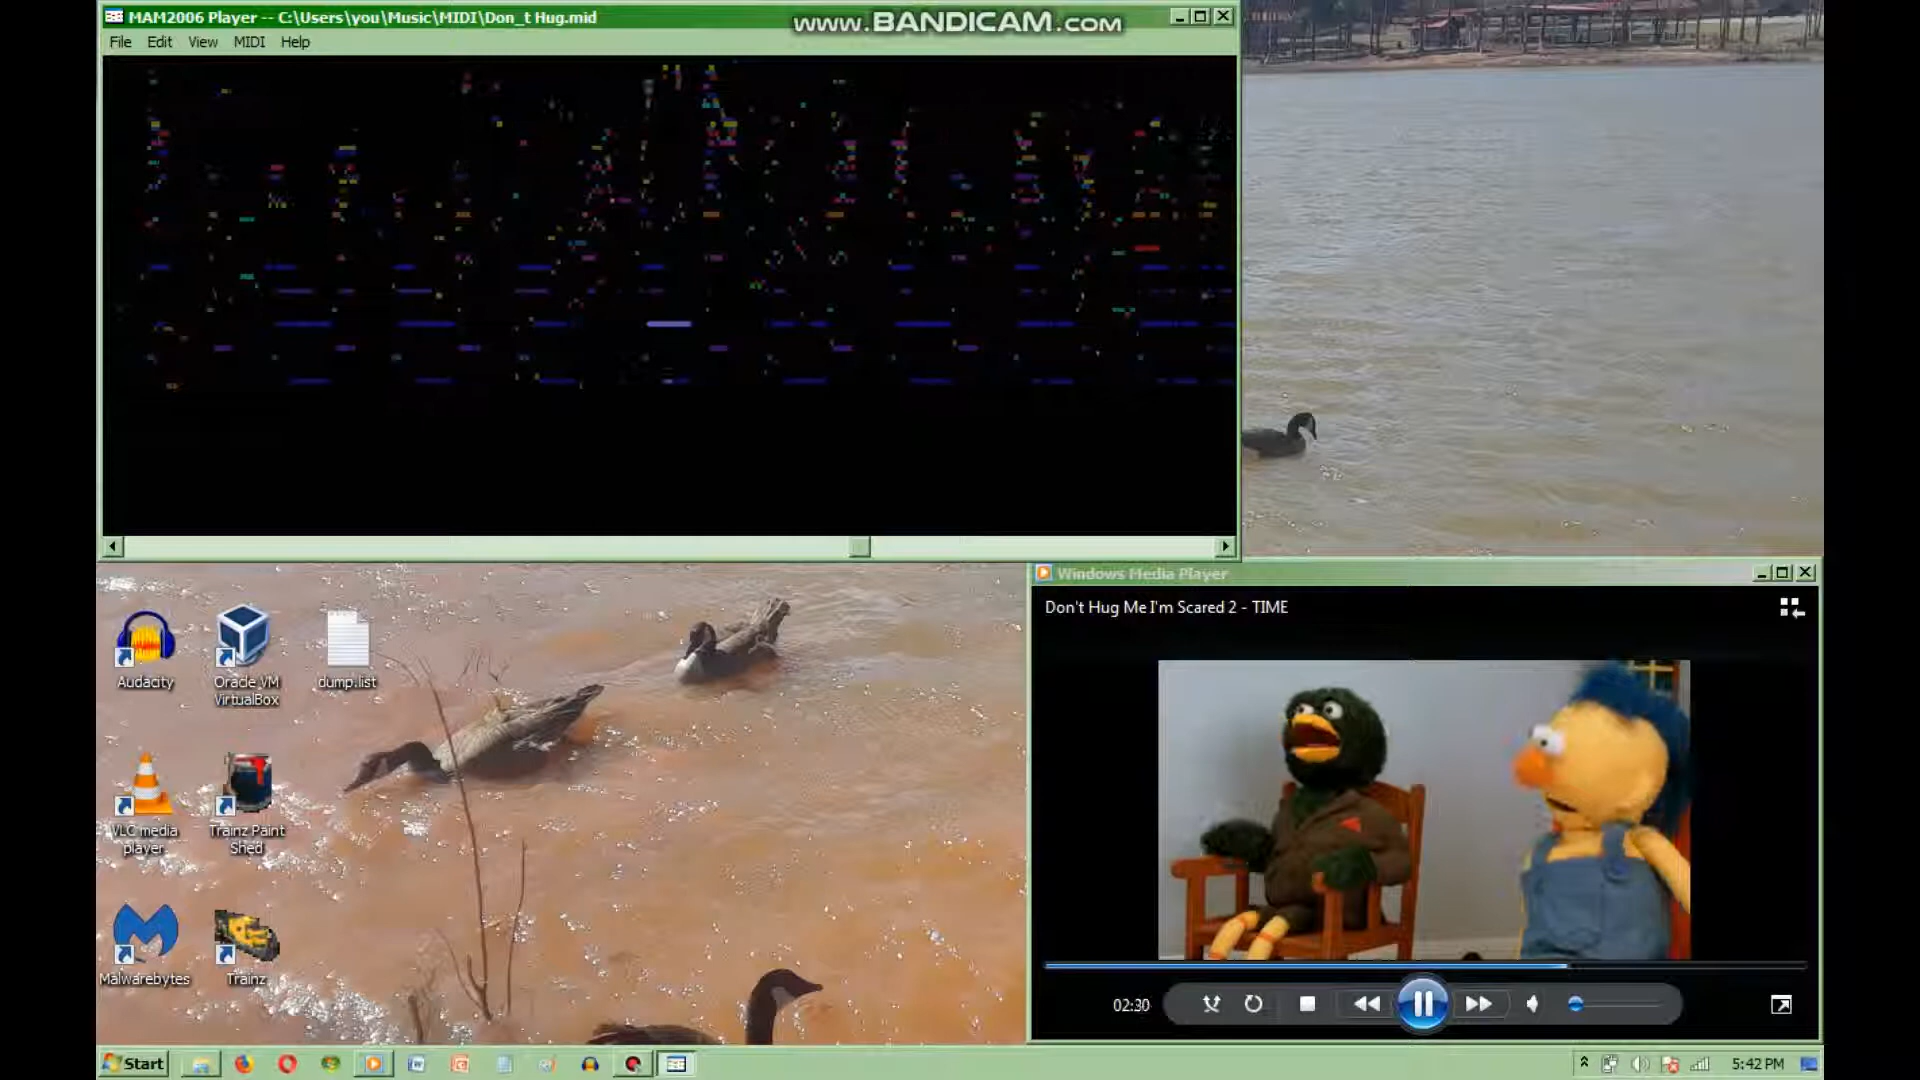 MAM2006 Player -- C:\Users\you\Music\MIDI\Don_t Hug.mid
www.BANDICAM.com
File Edit View MIDI Help
Windows Media Player
Don't Hug Me I'm Scared 2 - TIME
Audacity
Oracle VM
VirtualBox
dump.list
VLC media
player
Trainz Paint
Shed
Malwarebytes
Trainz
02:30
Start
5:42 PM